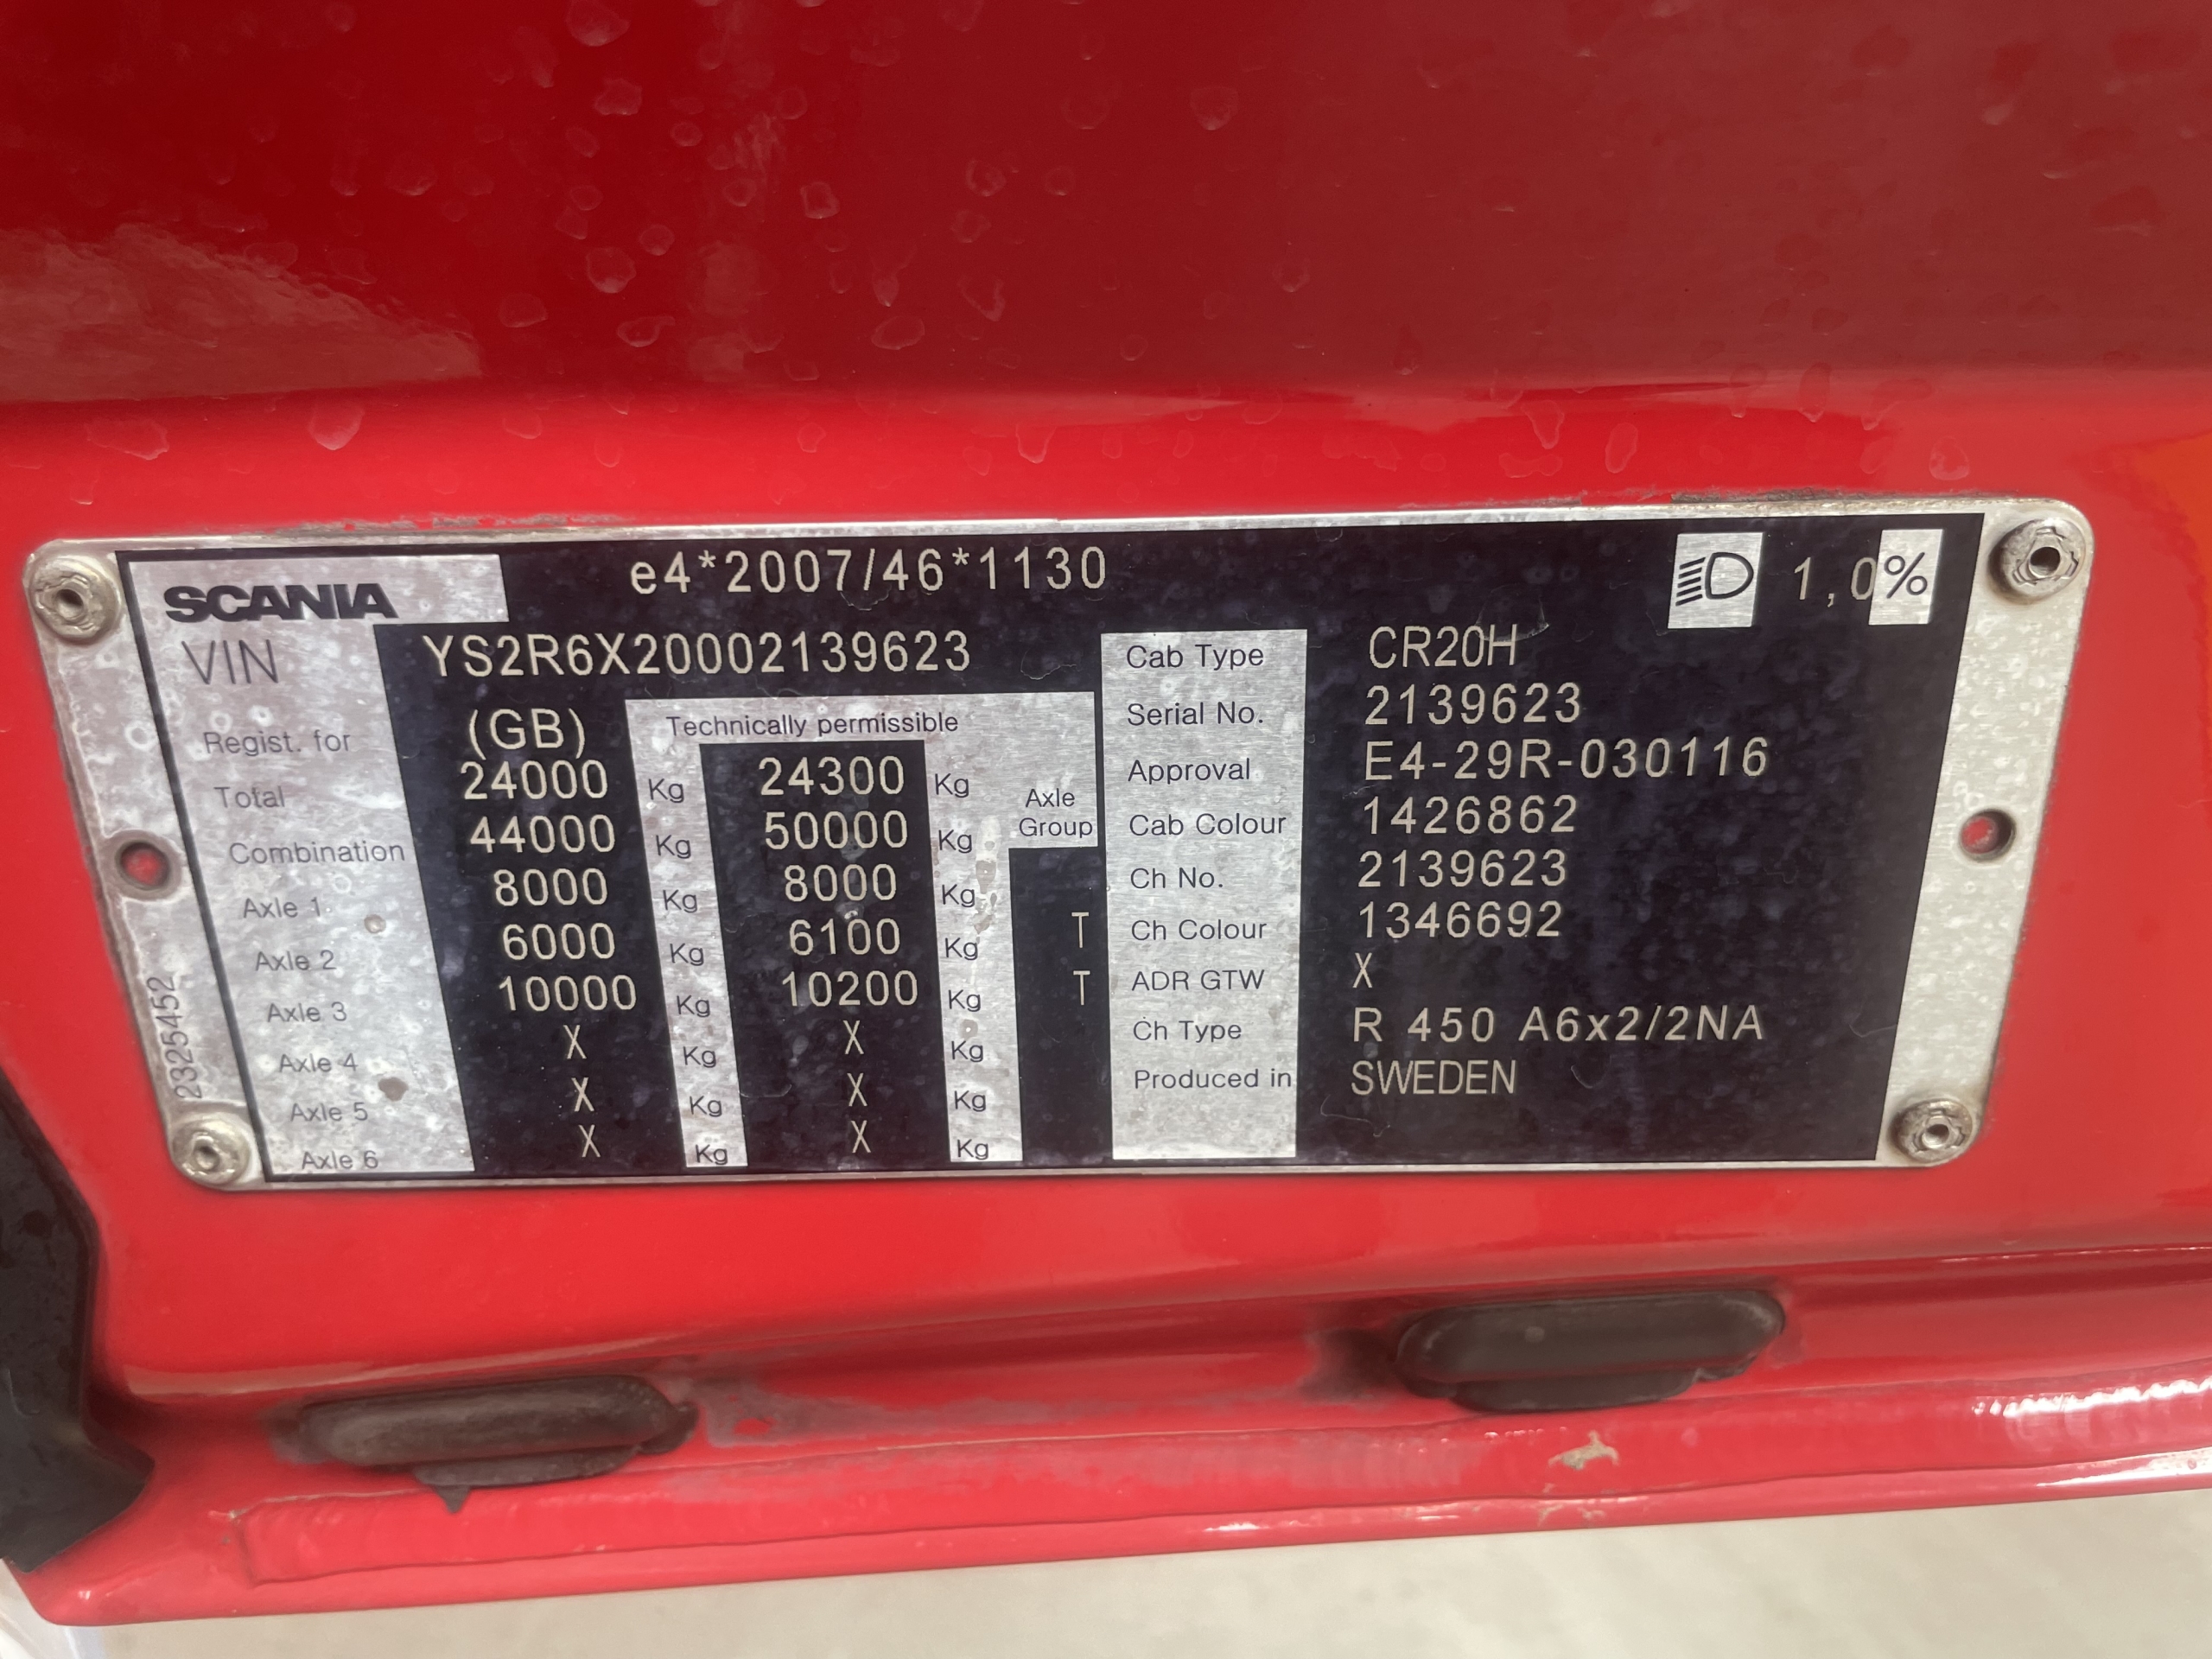 SCANIA e4*2007/46*1130 1,0%
VIN YS2R6X20002139623
Regist. for (GB) Technically permissible
Total 24000 Kg 24300 Kg
Combination 44000 Kg 50000 Kg Axle Group
Axle 1 8000 Kg 8000 Kg
Axle 2 6000 Kg 6100 Kg T
Axle 3 10000 Kg 10200 Kg T
Axle 4 X Kg X Kg
Axle 5 X Kg X Kg
Axle 6 X Kg X Kg
2325452
Cab Type CR20H
Serial No. 2139623
Approval E4-29R-030116
Cab Colour 1426862
Ch No. 2139623
Ch Colour 1346692
ADR GTW X
Ch Type R 450 A6x2/2NA
Produced in SWEDEN